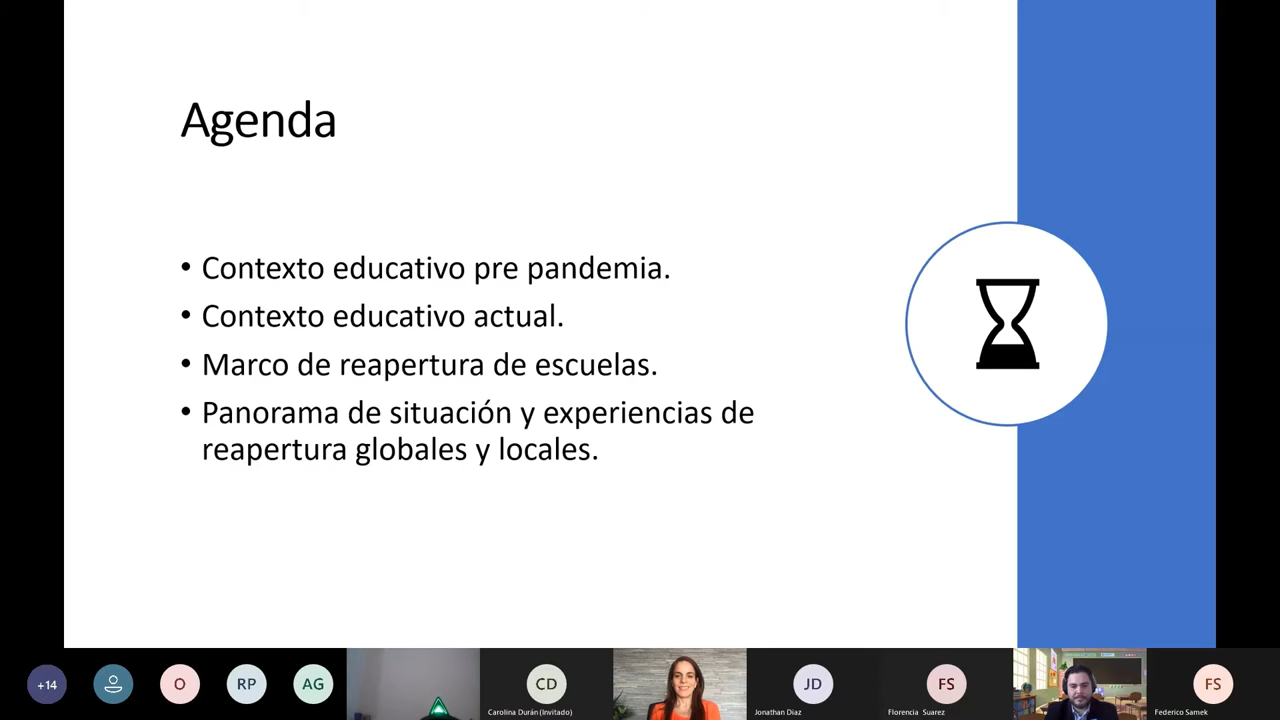 Agenda
• Contexto educativo pre pandemia.
• Contexto educativo actual.
• Marco de reapertura de escuelas.
• Panorama de situación y experiencias de
reapertura globales y locales.
+14
O
RP
AG
CD
Carolina Durán (Invitado)
JD
Jonathan Diaz
FS
Florencia Suarez
FS
Federico Samek